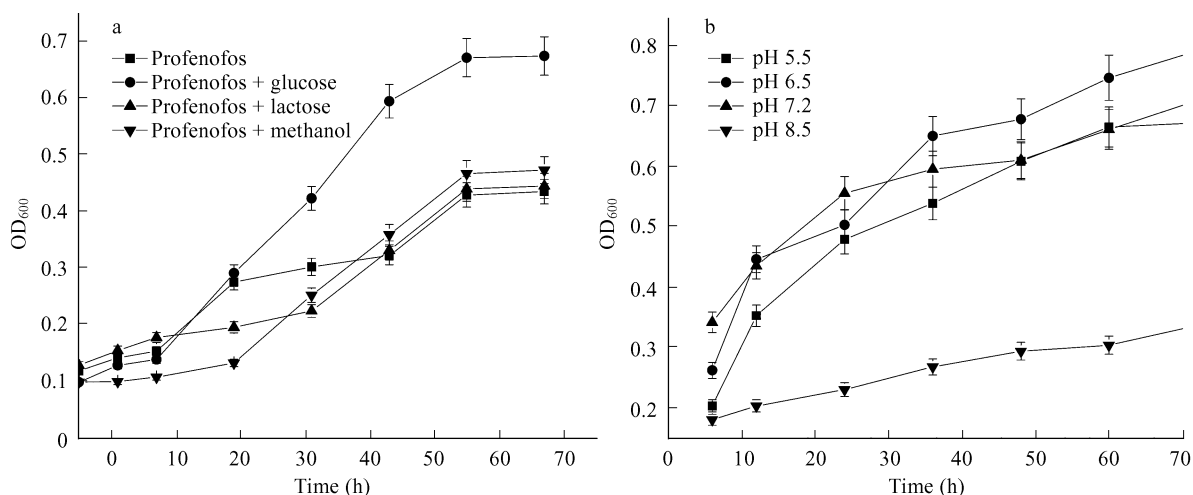 a
Profenofos
Profenofos + glucose
Profenofos + lactose
Profenofos + methanol
0.7
0.6
0.5
0.4
0.3
0.2
0.1
0
OD600
0 10 20 30 40 50 60 70
Time (h)
b
pH 5.5
pH 6.5
pH 7.2
pH 8.5
0.8
0.7
0.6
0.5
0.4
0.3
0.2
OD600
0 10 20 30 40 50 60 70
Time (h)